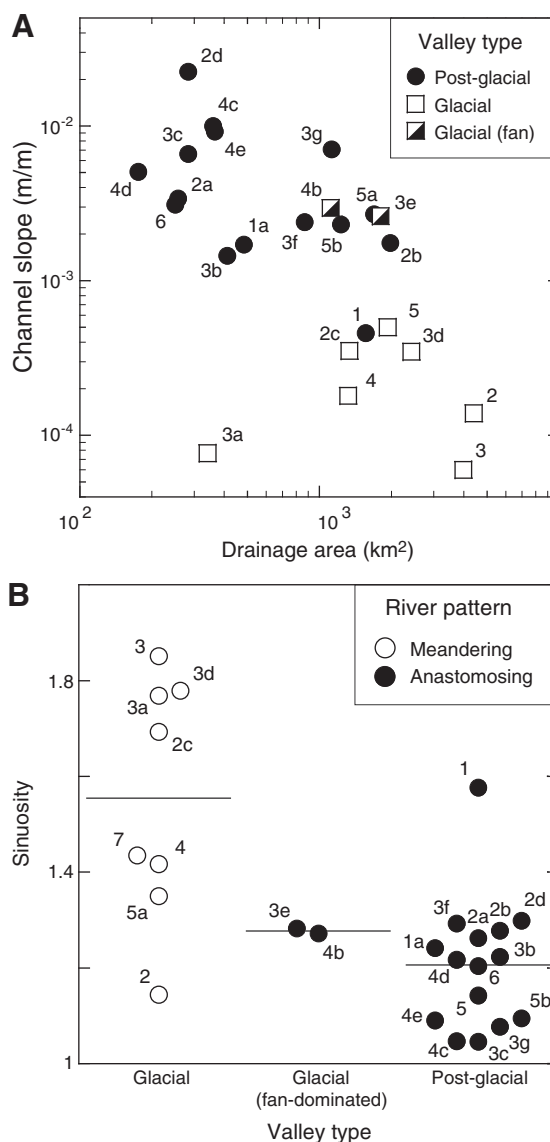 A
Valley type
Post-glacial
Glacial
Glacial (fan)
2d
4c
3c
4e
4d
2a
6
3g
4b
5a
3e
3f
5b
2b
1a
3b
1
5
2c
3d
4
2
3a
3
10-2
10-3
10-4
Channel slope (m/m)
102
103
Drainage area (km2)
B
River pattern
Meandering
Anastomosing
3
3d
3a
2c
7
4
5a
2
3e
4b
1
3f
2a
2b
2d
1a
4d
6
3b
5
4e
5b
4c
3c
3g
1.8
1.4
1
Sinuosity
Glacial
Glacial
(fan-dominated)
Post-glacial
Valley type